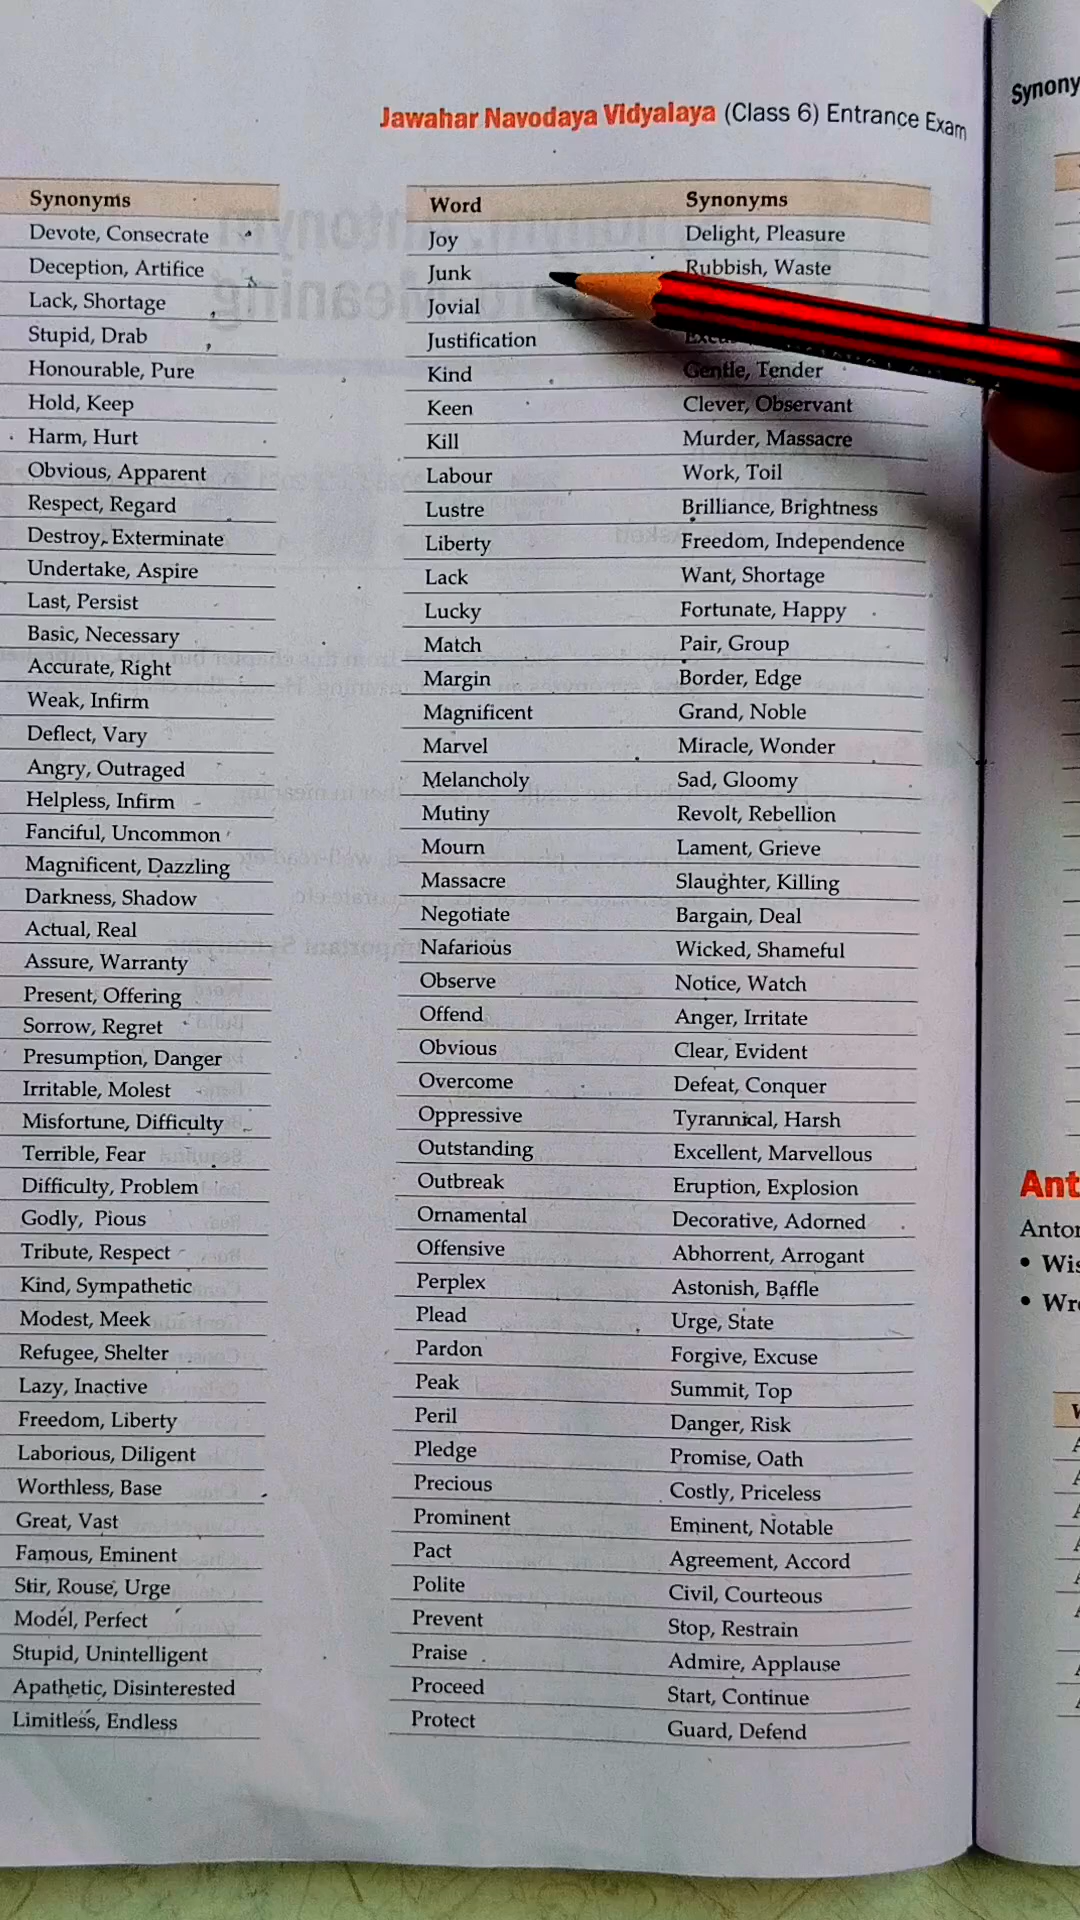 Jawahar Navodaya Vidyalaya (Class 6) Entrance Exam
Synonyms
Devote, Consecrate
Deception, Artifice
Lack, Shortage
Stupid, Drab
Honourable, Pure
Hold, Keep
Harm, Hurt
Obvious, Apparent
Respect, Regard
Destroy, Exterminate
Undertake, Aspire
Last, Persist
Basic, Necessary
Accurate, Right
Weak, Infirm
Deflect, Vary
Angry, Outraged
Helpless, Infirm
Fanciful, Uncommon
Magnificent, Dazzling
Darkness, Shadow
Actual, Real
Assure, Warranty
Present, Offering
Sorrow, Regret
Presumption, Danger
Irritable, Molest
Misfortune, Difficulty
Terrible, Fear
Difficulty, Problem
Godly, Pious
Tribute, Respect
Kind, Sympathetic
Modest, Meek
Refugee, Shelter
Lazy, Inactive
Freedom, Liberty
Laborious, Diligent
Worthless, Base
Great, Vast
Famous, Eminent
Stir, Rouse, Urge
Model, Perfect
Stupid, Unintelligent
Apathetic, Disinterested
Limitless, Endless
Word Synonyms
Joy Delight, Pleasure
Junk Rubbish, Waste
Jovial
Justification
Kind Gentle, Tender
Keen Clever, Observant
Kill Murder, Massacre
Labour Work, Toil
Lustre Brilliance, Brightness
Liberty Freedom, Independence
Lack Want, Shortage
Lucky Fortunate, Happy
Match Pair, Group
Margin Border, Edge
Magnificent Grand, Noble
Marvel Miracle, Wonder
Melancholy Sad, Gloomy
Mutiny Revolt, Rebellion
Mourn Lament, Grieve
Massacre Slaughter, Killing
Negotiate Bargain, Deal
Nafarious Wicked, Shameful
Observe Notice, Watch
Offend Anger, Irritate
Obvious Clear, Evident
Overcome Defeat, Conquer
Oppressive Tyrannical, Harsh
Outstanding Excellent, Marvellous
Outbreak Eruption, Explosion
Ornamental Decorative, Adorned
Offensive Abhorrent, Arrogant
Perplex Astonish, Baffle
Plead Urge, State
Pardon Forgive, Excuse
Peak Summit, Top
Peril Danger, Risk
Pledge Promise, Oath
Precious Costly, Priceless
Prominent Eminent, Notable
Pact Agreement, Accord
Polite Civil, Courteous
Prevent Stop, Restrain
Praise Admire, Applause
Proceed Start, Continue
Protect Guard, Defend
Synony
Ant
Anton
• Wis
• Wro